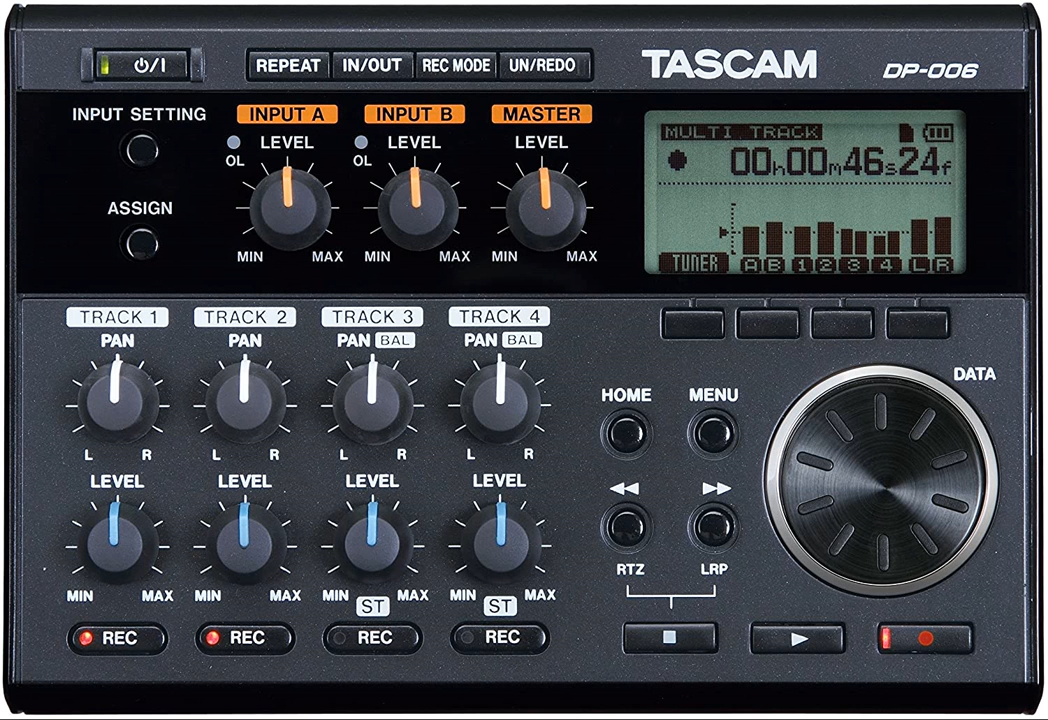 ⏻/I REPEAT IN/OUT REC MODE UN/REDO TASCAM DP-006
INPUT SETTING INPUT A INPUT B MASTER
OL LEVEL OL LEVEL LEVEL
ASSIGN
MIN MAX MIN MAX MIN MAX
MULTI TRACK
00h00m46s24f
TUNER A B 1 2 3 4 L R
TRACK 1 TRACK 2 TRACK 3 TRACK 4
PAN PAN PAN BAL PAN BAL
L R L R L R L R
LEVEL LEVEL LEVEL LEVEL
MIN MAX MIN MAX MIN MAX MIN MAX
ST ST
REC REC REC REC
DATA
HOME MENU
RTZ LRP